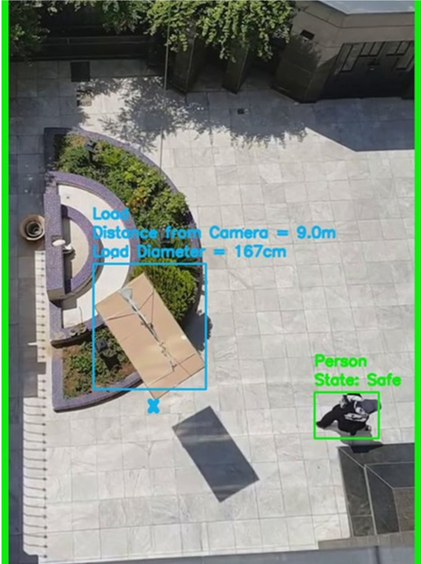 Load
Distance from Camera = 9.0m
Load Diameter = 167cm
Person
State: Safe